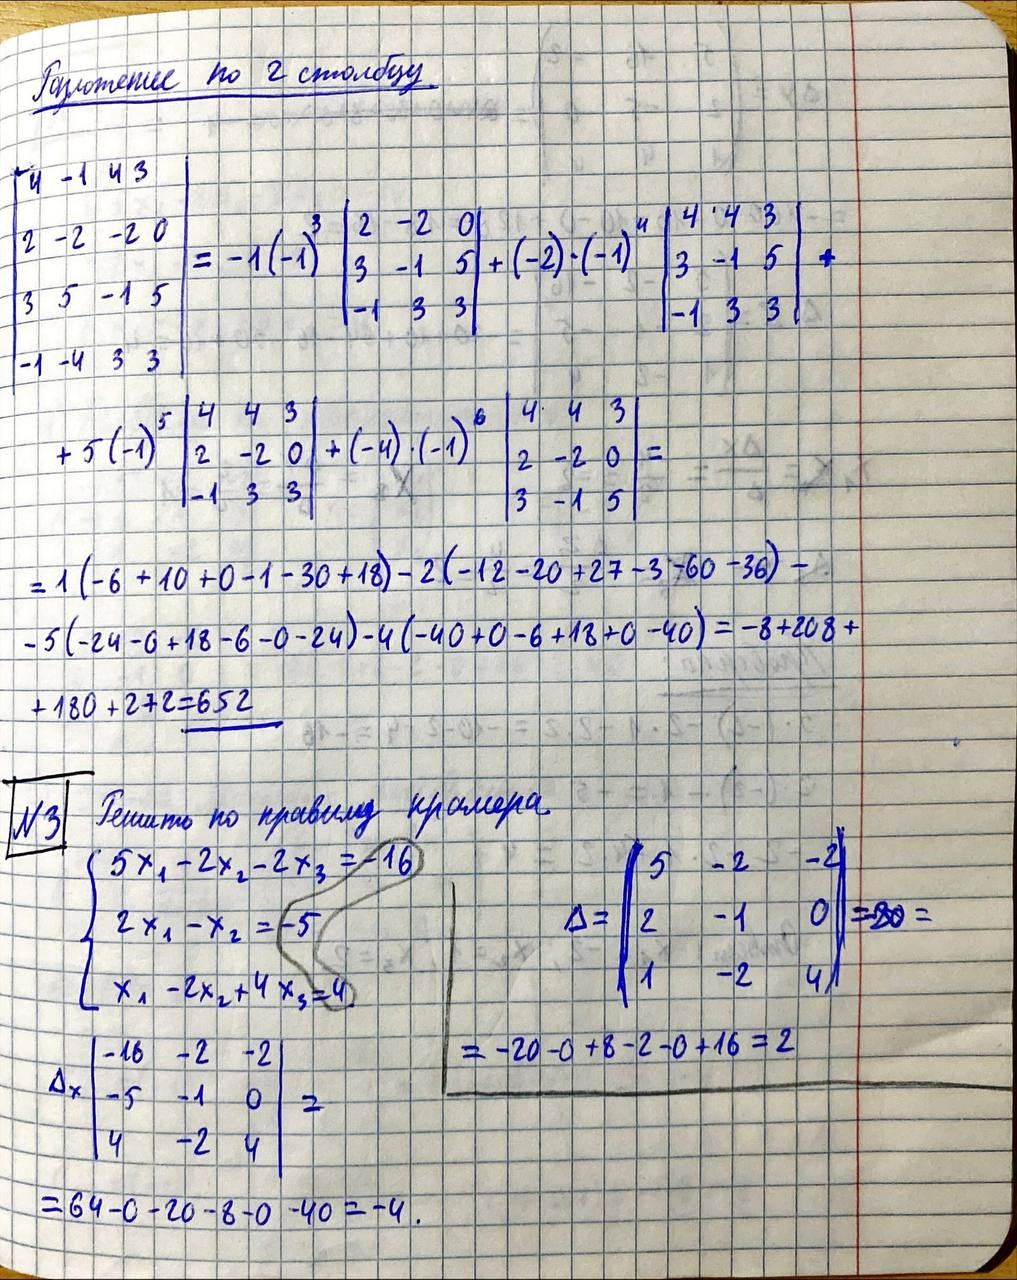 Разложение по 2 столбцу
| 4 -1 4 3 |
| 2 -2 -2 0 |
| 3 5 -1 5 |
| -1 -4 3 3 | = -1(-1)³ | 2 -2 0 |
| 3 -1 5 |
| -1 3 3 | + (-2)·(-1)⁴ | 4 4 3 |
| 3 -1 5 |
| -1 3 3 | +
+ 5(-1)⁵ | 4 4 3 |
| 2 -2 0 |
| -1 3 3 | + (-4)·(-1)⁶ | 4 4 3 |
| 2 -2 0 |
| 3 -1 5 | =
= 1(-6+10+0-1-30+18) - 2(-12-20+27-3-60-36) -
-5(-24-0+18-6-0-24)-4(-40+0-6+18+0-40) = -8+208+
+180+272=652
N3 Решить по правилу крамера
5x₁ -2x₂ -2x₃ = -16
2x₁ -x₂ = -5
x₁ -2x₂ +4x₃ =4
Δ= | 5 -2 -2 |
| 2 -1 0 |
| 1 -2 4 | = =
= -20 -0 +8 -2 -0 +16 = 2
Δx | -16 -2 -2 |
| -5 -1 0 |
| 4 -2 4 | =
=64-0-20-8-0-40=-4.